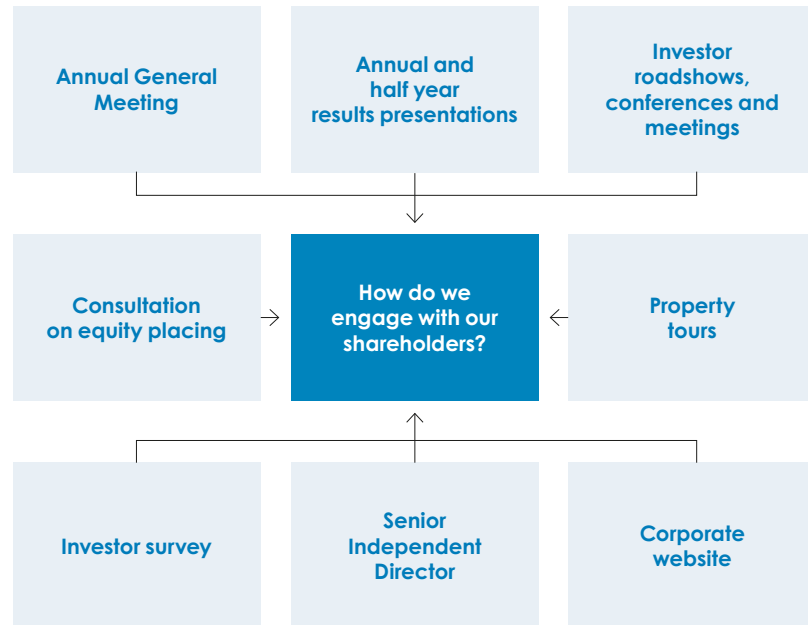 Annual General
Meeting
Annual and
half year
results presentations
Investor
roadshows,
conferences and
meetings
Consultation
on equity placing
How do we
engage with our
shareholders?
Property
tours
Investor survey
Senior
Independent
Director
Corporate
website